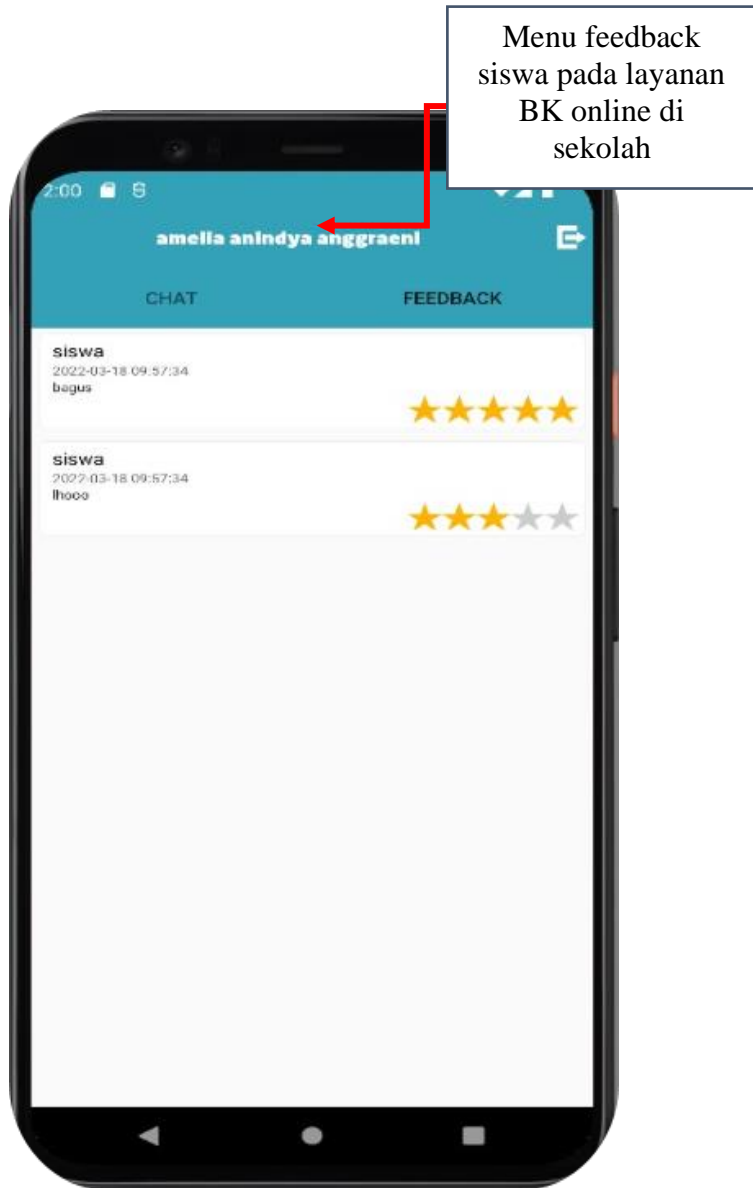 Menu feedback
siswa pada layanan
BK online di
sekolah
2:00
amelia anindya anggraeni
CHAT
FEEDBACK
siswa
2022-03-18 09:57:34
bagus
siswa
2022-03-18 09:57:34
lhooo